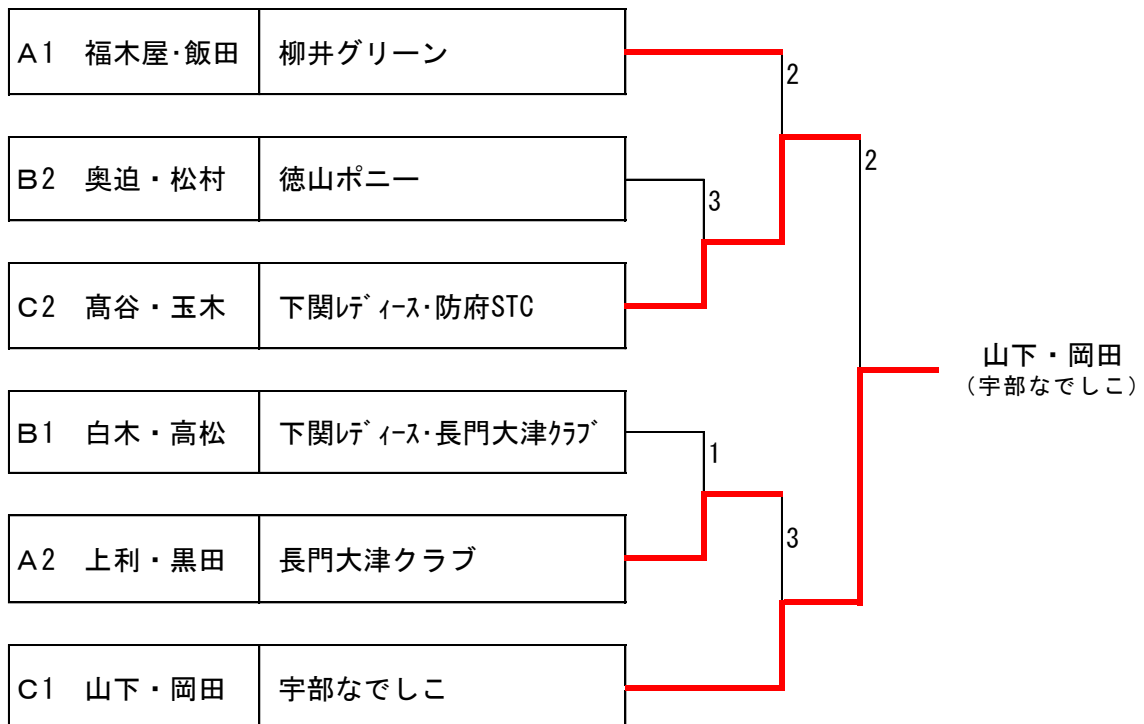 A1 福木屋･飯田 柳井グリーン
2
B2 奥迫・松村 徳山ポニー
2
3
C2 髙谷・玉木 下関ﾚﾃﾞｨｰｽ･防府STC
山下・岡田
（宇部なでしこ）
B1 白木・高松 下関ﾚﾃﾞｨｰｽ･長門大津ｸﾗﾌﾞ
1
A2 上利・黒田 長門大津クラブ
3
C1 山下・岡田 宇部なでしこ